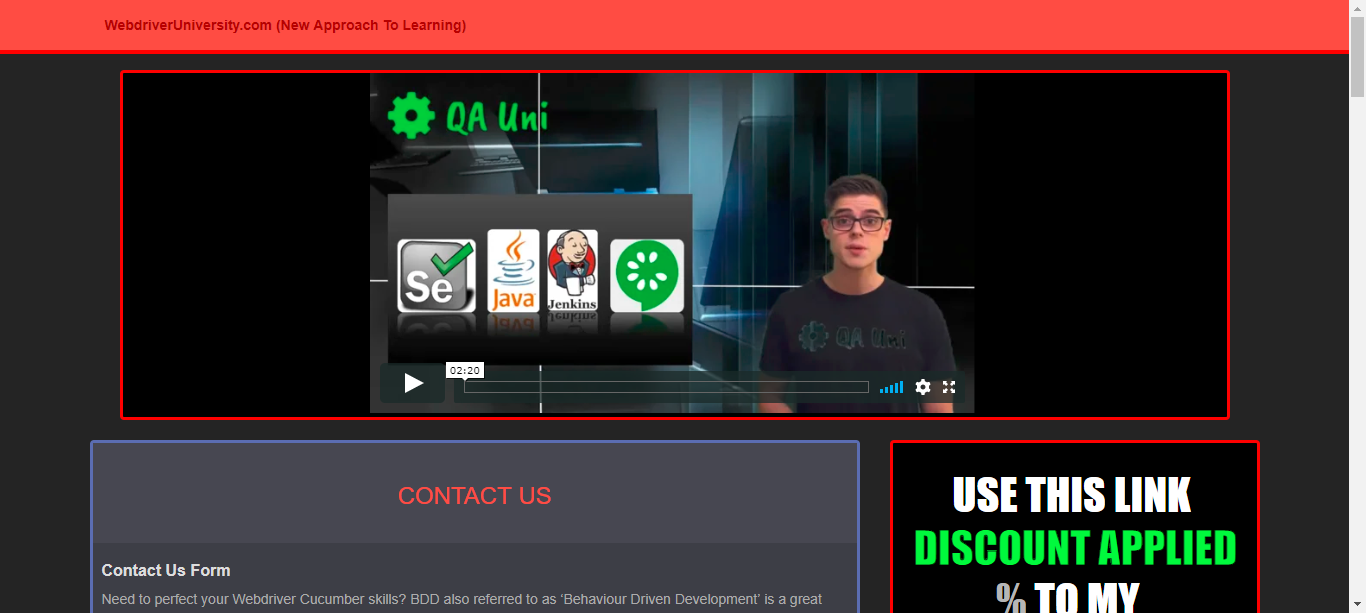 WebdriverUniversity.com (New Approach To Learning)
QA Uni
Se
Java
Jenkins
QA Uni
02:20
CONTACT US
Contact Us Form
Need to perfect your Webdriver Cucumber skills? BDD also referred to as ‘Behaviour Driven Development’ is a great
USE THIS LINK
DISCOUNT APPLIED
% TO MY